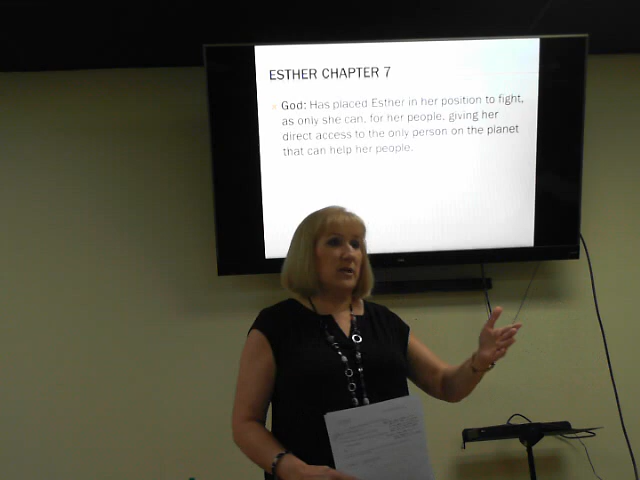 ESTHER CHAPTER 7
God: Has placed Esther in her position to fight,
as only she can, for her people, giving her
direct access to the only person on the planet
that can help her people.